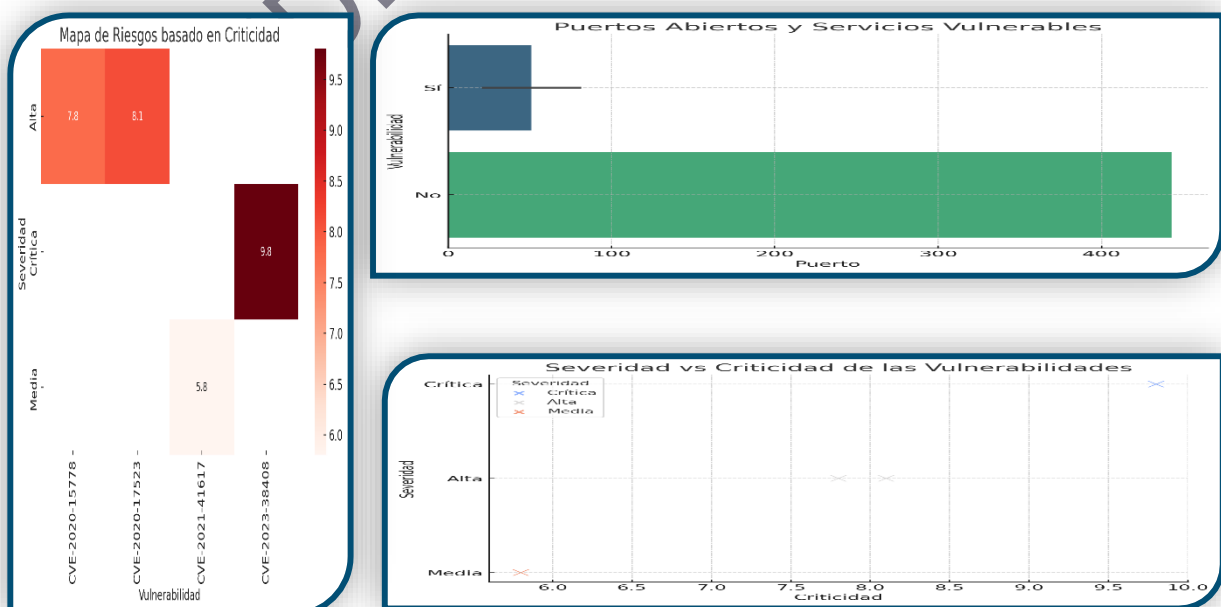 Mapa de Riesgos basado en Criticidad
Alta
Severidad
Crítica
Media
7.8
8.1
9.8
5.8
9.5
9.0
8.5
8.0
7.5
7.0
6.5
6.0
CVE-2020-15778
CVE-2020-17523
CVE-2021-41617
CVE-2023-38408
Vulnerabilidad
Puertos Abiertos y Servicios Vulnerables
Vulnerabilidad
Sí
No
0 100 200 300 400
Puerto
Severidad vs Criticidad de las Vulnerabilidades
Severidad
Crítica
Alta
Media
Severidad
Crítica
Alta
Media
6.0 6.5 7.0 7.5 8.0 8.5 9.0 9.5 10.0
Criticidad